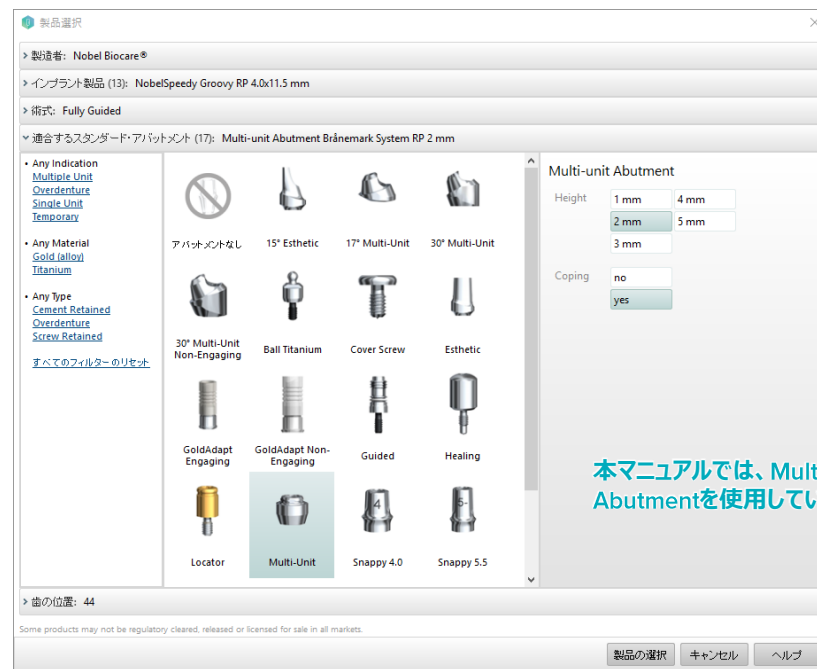 製品選択
製造者: Nobel Biocare®
インプラント製品 (13): NobelSpeedy Groovy RP 4.0x11.5 mm
術式: Fully Guided
適合するスタンダード・アバットメント (17): Multi-unit Abutment Brånemark System RP 2 mm
• Any Indication
Multiple Unit
Overdenture
Single Unit
Temporary
• Any Material
Gold (alloy)
Titanium
• Any Type
Cement Retained
Overdenture
Screw Retained
すべてのフィルターのリセット
アバットメントなし
15° Esthetic
17° Multi-Unit
30° Multi-Unit
30° Multi-Unit
Non-Engaging
Ball Titanium
Cover Screw
Esthetic
GoldAdapt
Engaging
GoldAdapt Non-
Engaging
Guided
Healing
4
5-
Locator
Multi-Unit
Snappy 4.0
Snappy 5.5
Multi-unit Abutment
Height
1 mm
4 mm
2 mm
5 mm
3 mm
Coping
no
yes
本マニュアルでは、Mult
Abutmentを使用してい
歯の位置: 44
Some products may not be regulatory cleared, released or licensed for sale in all markets.
製品の選択
キャンセル
ヘルプ